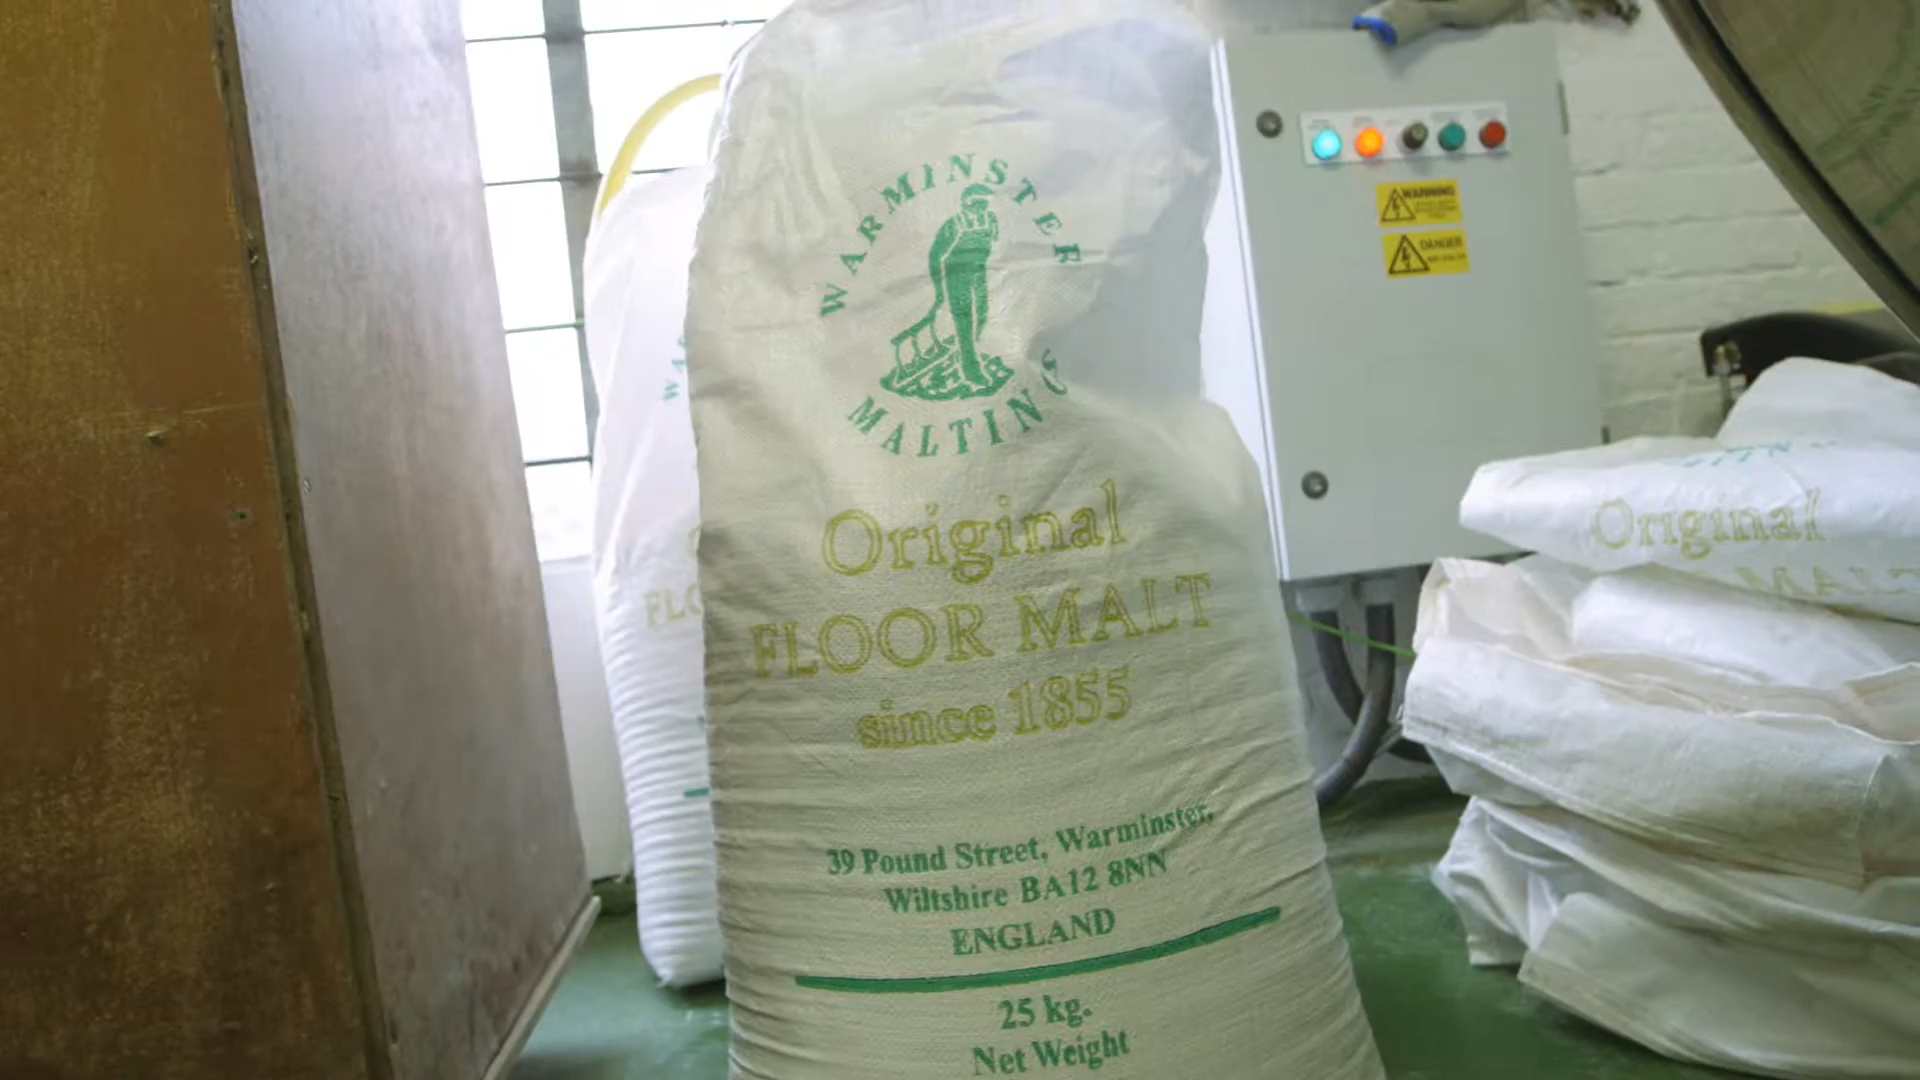 WARMINSTER
MALTINGS
Original
FLOOR MALT
since 1855
39 Pound Street, Warminster,
Wiltshire BA12 8NN
ENGLAND
25 kg.
Net Weight
WARNING
DANGER
Original